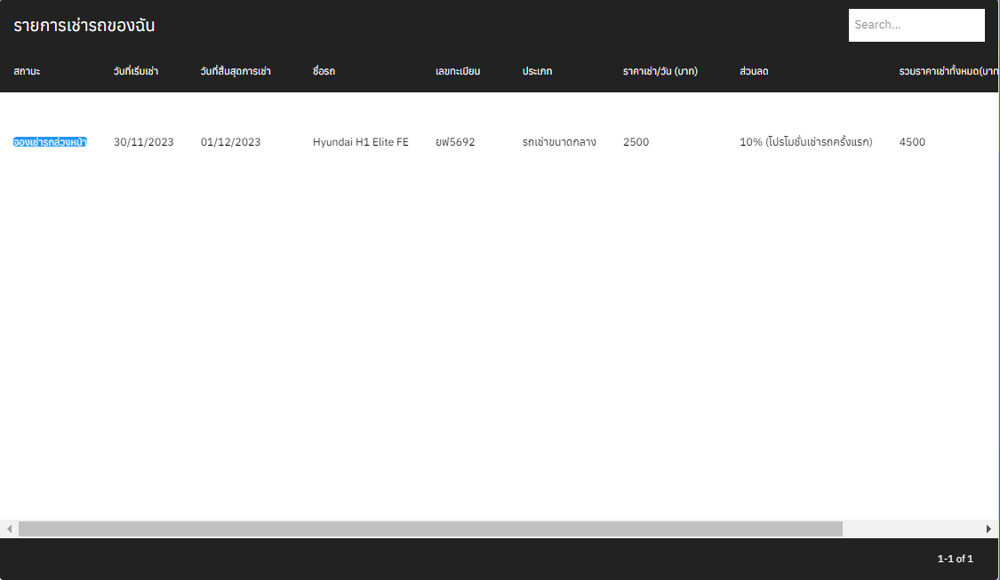 รายการเช่ารถของฉัน Search...
สถานะ วันที่เริ่มเช่า วันที่สิ้นสุดการเช่า ชื่อรถ เลขทะเบียน ประเภท ราคาเช่า/วัน (บาท) ส่วนลด รวมราคาเช่าทั้งหมด(บาท
จองเช่ารถล่วงหน้า 30/11/2023 01/12/2023 Hyundai H1 Elite FE ยฟ5692 รถเช่าขนาดกลาง 2500 10% (โปรโมชั่นเช่ารถครั้งแรก) 4500
1-1 of 1